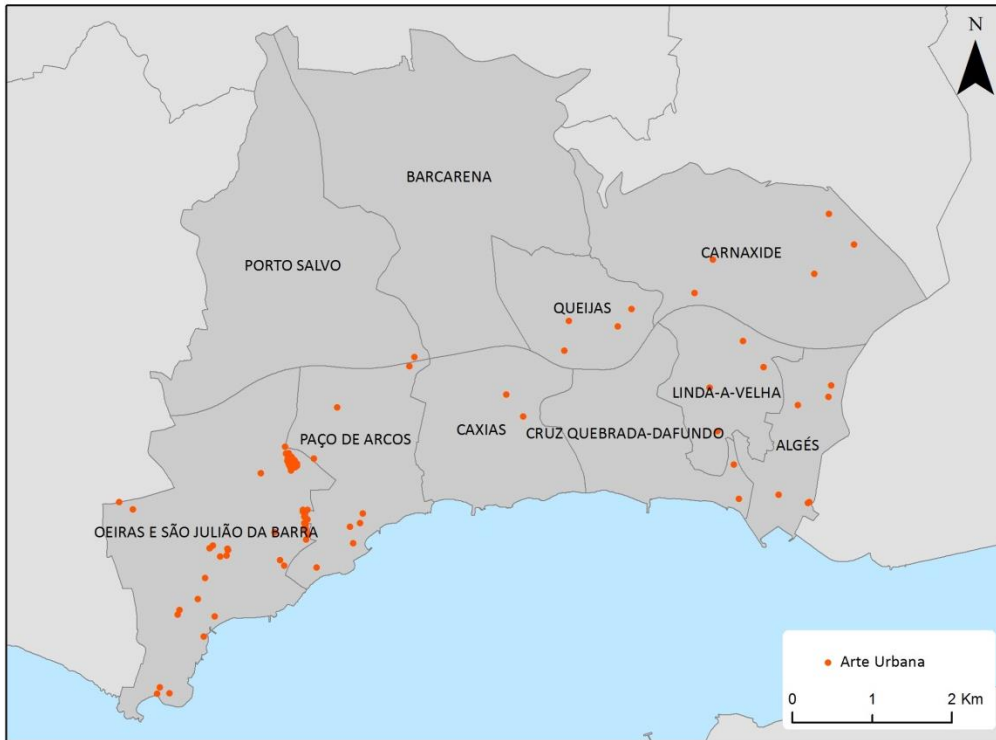 N
BARCARENA
CARNAXIDE
PORTO SALVO
QUEIJAS
LINDA-A-VELHA
PAÇO DE ARCOS
CAXIAS
CRUZ QUEBRADA-DAFUNDO
ALGÉS
OEIRAS E SÃO JULIÃO DA BARRA
Arte Urbana
0 1 2 Km